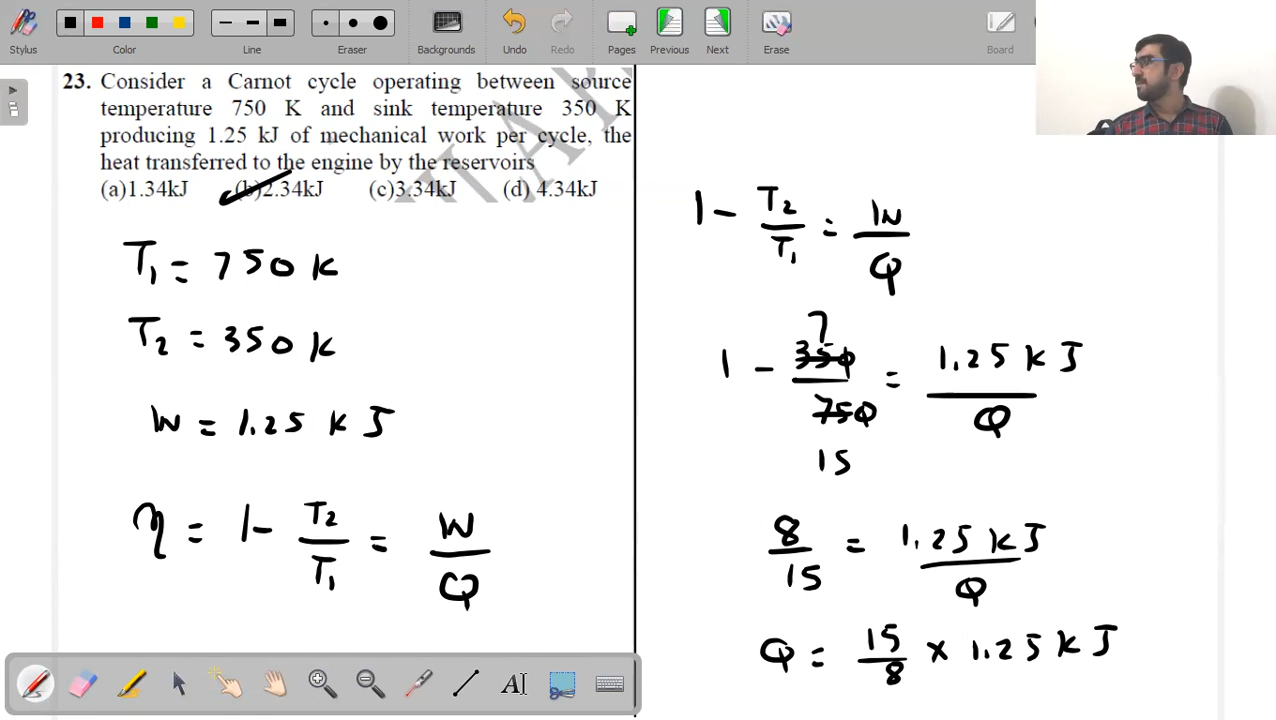 Stylus
Color
Line
Eraser
Backgrounds
Undo
Redo
Pages
Previous
Next
Erase
Board
23. Consider a Carnot cycle operating between source
temperature 750 K and sink temperature 350 K
producing 1.25 kJ of mechanical work per cycle, the
heat transferred to the engine by the reservoirs
(a)1.34kJ (b)2.34kJ (c)3.34kJ (d) 4.34kJ
T₁ = 750 K
T₂ = 350 K
W = 1.25 KJ
η = 1 - T₂/T₁ = W/Q
1 - T₂/T₁ = W/Q
7
1 - 350/750 = 1.25 KJ/Q
15
8/15 = 1.25 KJ/Q
Q = 15/8 × 1.25 KJ
A